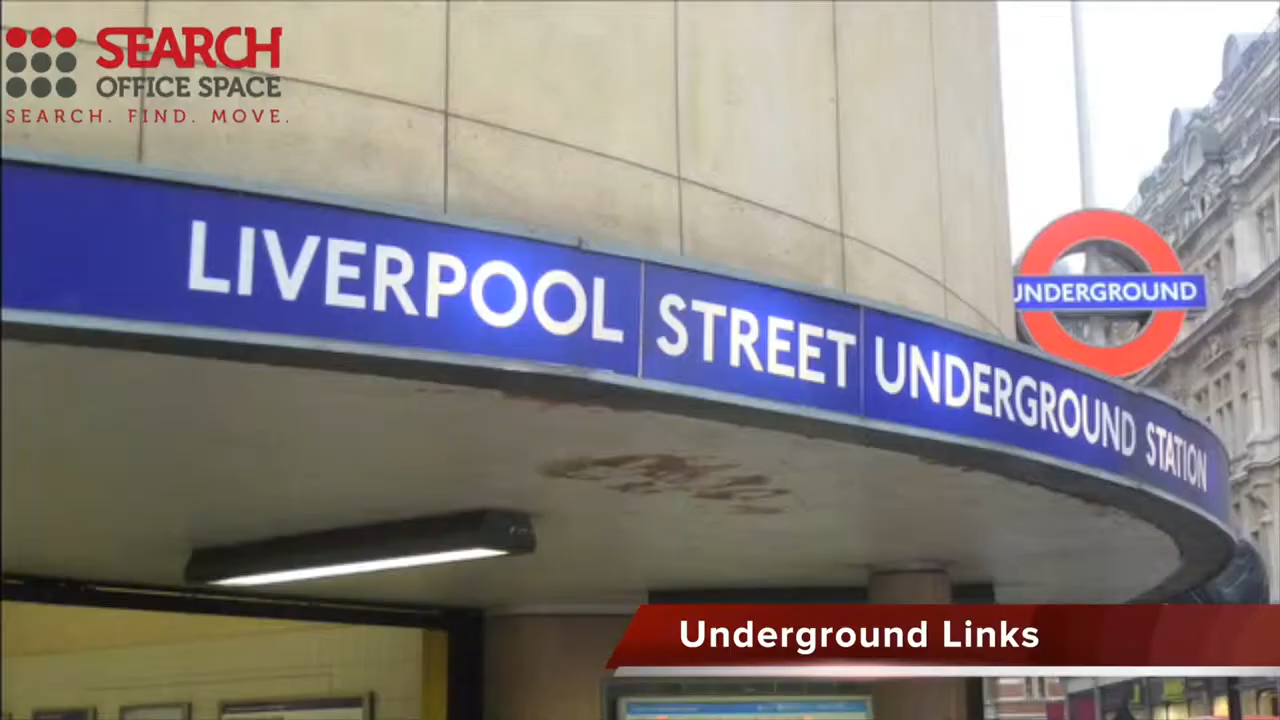 SEARCH
OFFICE SPACE
SEARCH. FIND. MOVE.
LIVERPOOL STREET UNDERGROUND STATION
UNDERGROUND
Underground Links